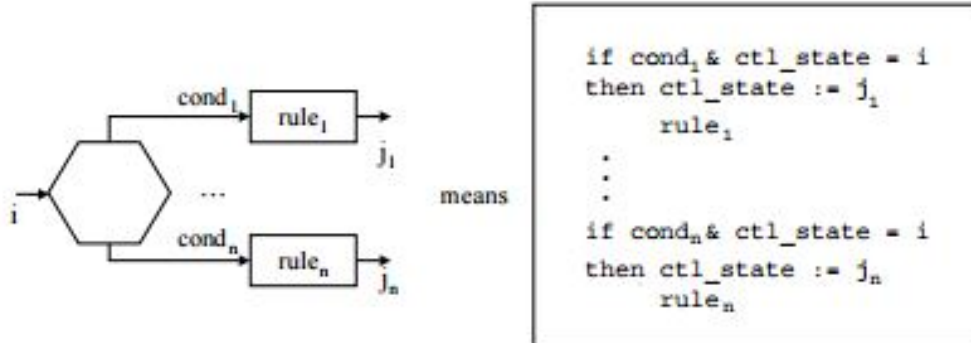 i
cond₁
rule₁
j₁
...
condₙ
ruleₙ
jₙ
means
if cond₁& ctl_state = i
then ctl_state := j₁
rule₁
.
.
.
if condₙ& ctl_state = i
then ctl_state := jₙ
ruleₙ